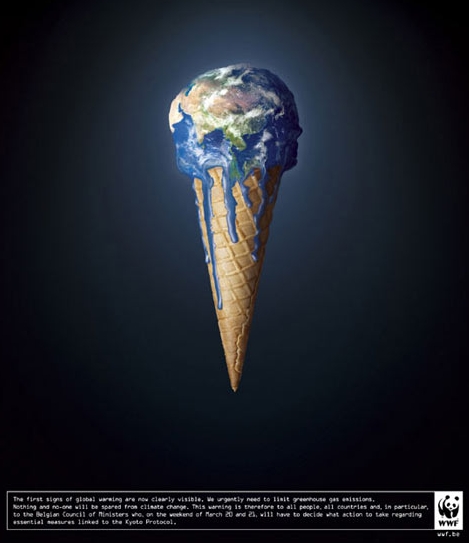 The first signs of global warming are now clearly visible. We urgently need to limit greenhouse gas emissions.
Nothing and no-one will be spared from climate change. This warning is therefore to all people, all countries and, in particular,
to the Belgian Council of Ministers who, on the weekend of March 20 and 21, will have to decide what action to take regarding
essential measures linked to the Kyoto Protocol.
WWF
wwf.be